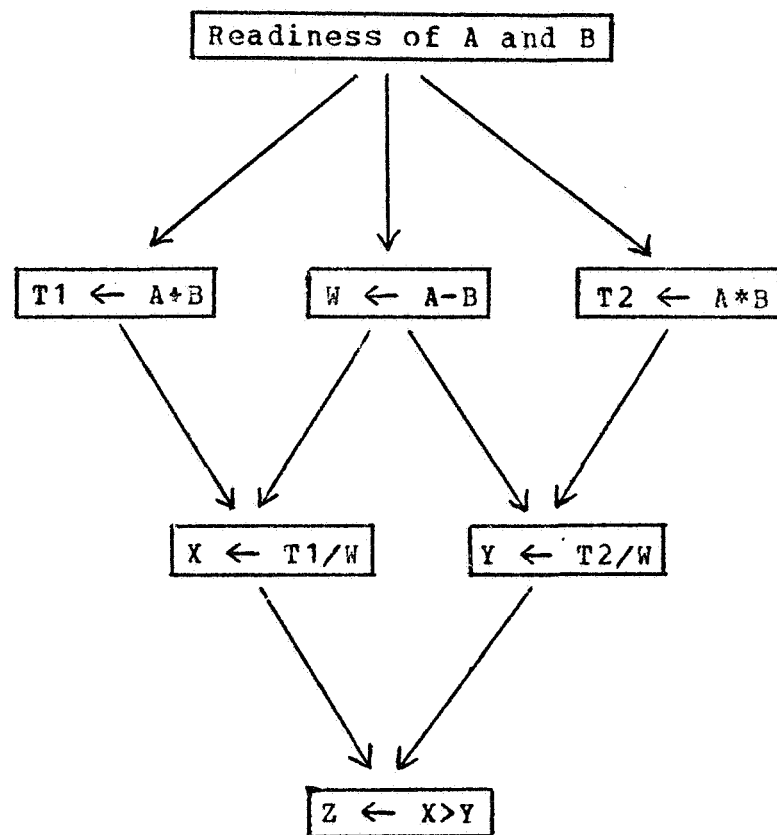 Readiness of A and B
T1 ← A+B
W ← A-B
T2 ← A*B
X ← T1/W
Y ← T2/W
Z ← X>Y